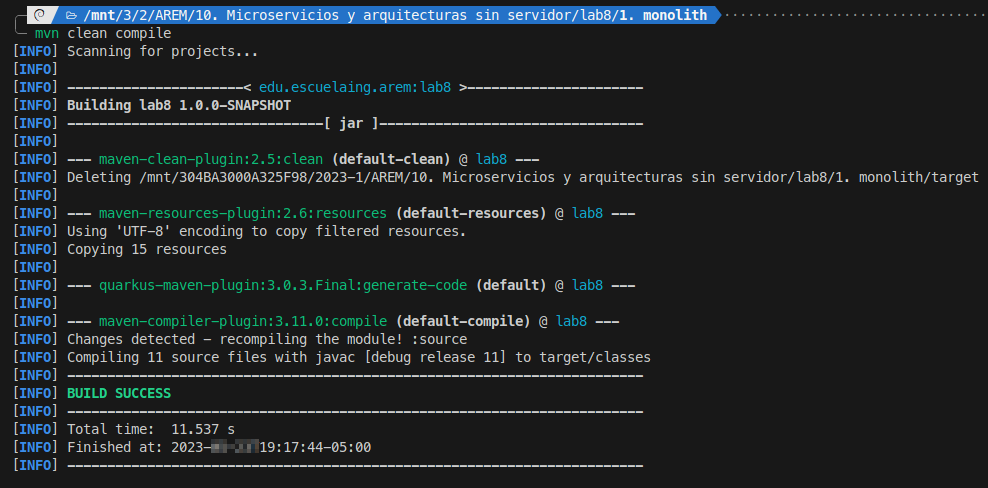 /mnt/3/2/AREM/10. Microservicios y arquitecturas sin servidor/lab8/1. monolith
mvn clean compile
[INFO] Scanning for projects...
[INFO]
[INFO] ----------------------< edu.escuelaing.arem:lab8 >----------------------
[INFO] Building lab8 1.0.0-SNAPSHOT
[INFO] --------------------------------[ jar ]---------------------------------
[INFO]
[INFO] --- maven-clean-plugin:2.5:clean (default-clean) @ lab8 ---
[INFO] Deleting /mnt/304BA3000A325F98/2023-1/AREM/10. Microservicios y arquitecturas sin servidor/lab8/1. monolith/target
[INFO]
[INFO] --- maven-resources-plugin:2.6:resources (default-resources) @ lab8 ---
[INFO] Using 'UTF-8' encoding to copy filtered resources.
[INFO] Copying 15 resources
[INFO]
[INFO] --- quarkus-maven-plugin:3.0.3.Final:generate-code (default) @ lab8 ---
[INFO]
[INFO] --- maven-compiler-plugin:3.11.0:compile (default-compile) @ lab8 ---
[INFO] Changes detected - recompiling the module! :source
[INFO] Compiling 11 source files with javac [debug release 11] to target/classes
[INFO] ------------------------------------------------------------------------
[INFO] BUILD SUCCESS
[INFO] ------------------------------------------------------------------------
[INFO] Total time:  11.537 s
[INFO] Finished at: 2023- 19:17:44-05:00
[INFO] ------------------------------------------------------------------------